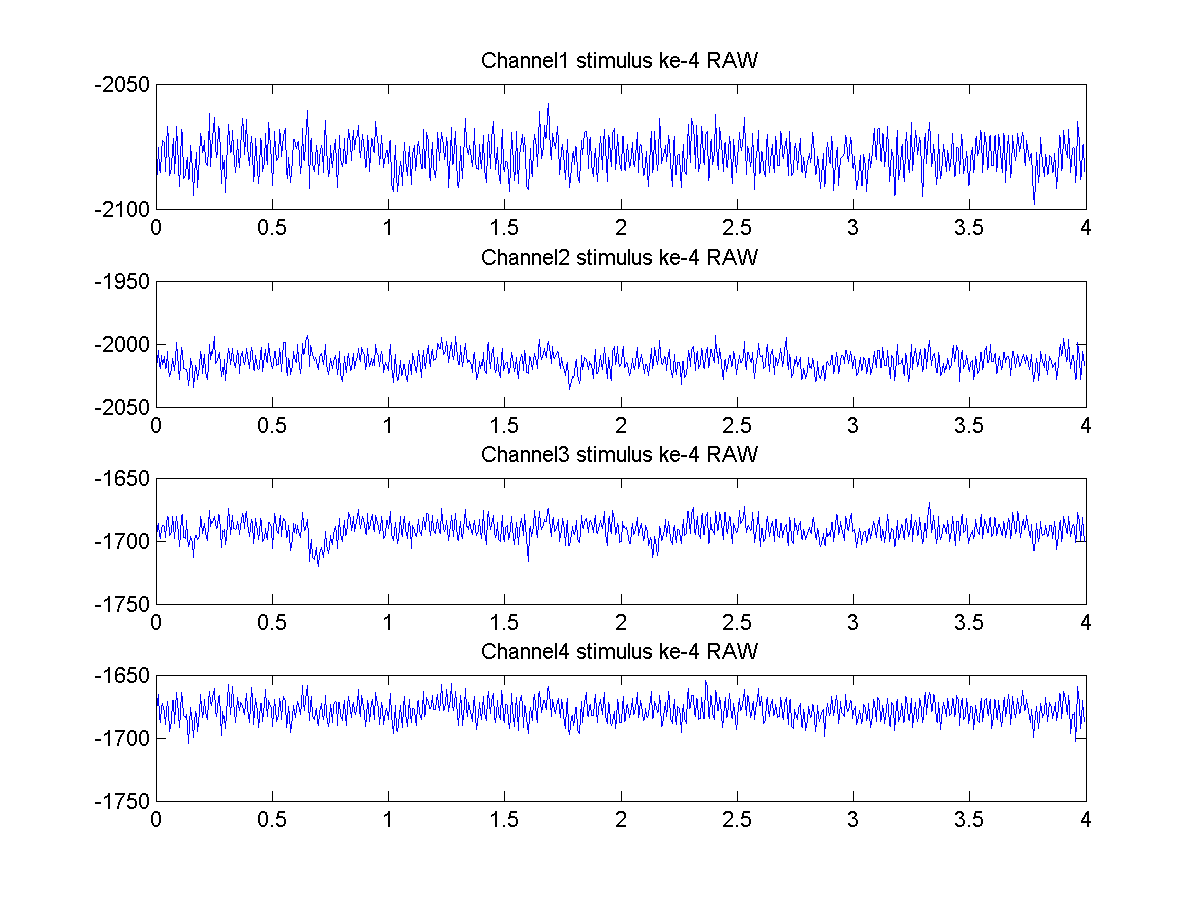 Channel1 stimulus ke-4 RAW
-2050
-2100
0 0.5 1 1.5 2 2.5 3 3.5 4
Channel2 stimulus ke-4 RAW
-1950
-2000
-2050
0 0.5 1 1.5 2 2.5 3 3.5 4
Channel3 stimulus ke-4 RAW
-1650
-1700
-1750
0 0.5 1 1.5 2 2.5 3 3.5 4
Channel4 stimulus ke-4 RAW
-1650
-1700
-1750
0 0.5 1 1.5 2 2.5 3 3.5 4